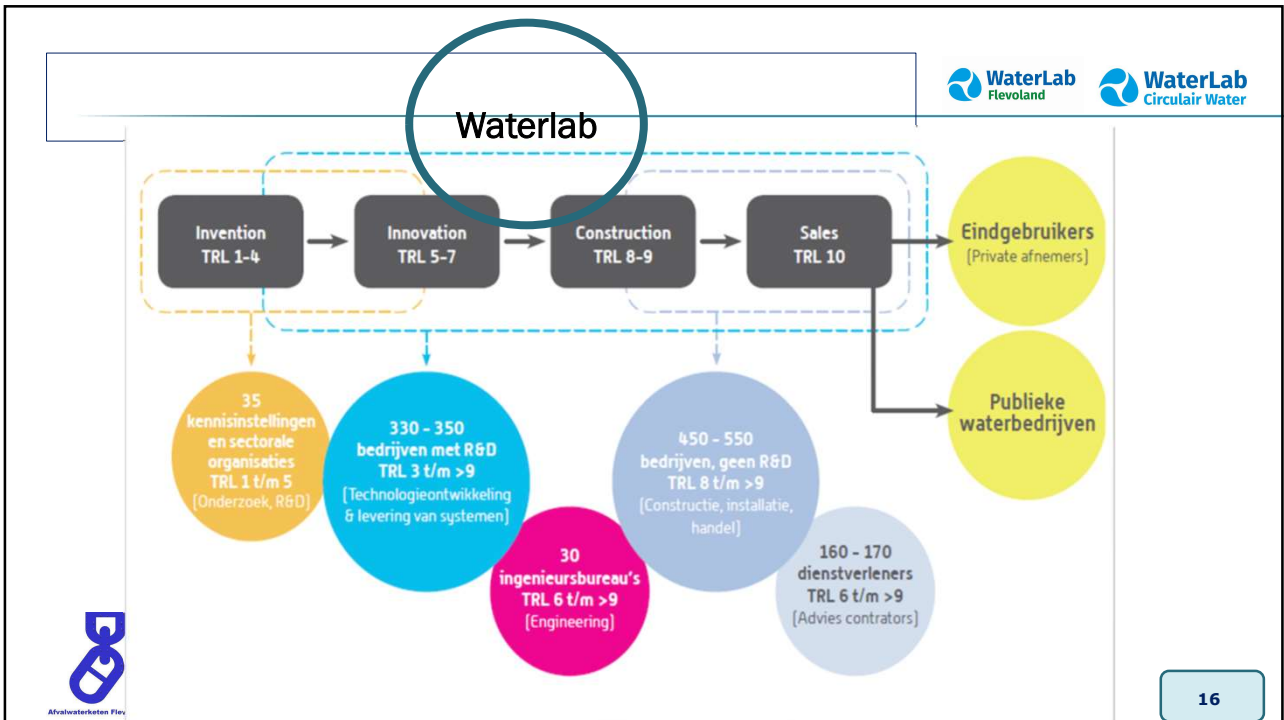 WaterLab
Flevoland
WaterLab
Circulair Water
Waterlab
Invention
TRL 1-4
Innovation
TRL 5-7
Construction
TRL 8-9
Sales
TRL 10
Eindgebruikers
(Private afnemers)
Publieke
waterbedrijven
35
kennisinstellingen
en sectorale
organisaties
TRL 1 t/m 5
(Onderzoek, R&D)
330 - 350
bedrijven met R&D
TRL 3 t/m >9
(Technologieontwikkeling
& levering van systemen)
30
ingenieursbureau's
TRL 6 t/m >9
(Engineering)
450 - 550
bedrijven, geen R&D
TRL 8 t/m >9
(Constructie, installatie,
handel)
160 - 170
dienstverleners
TRL 6 t/m >9
(Advies contrators)
Afvalwaterketen Flev
16